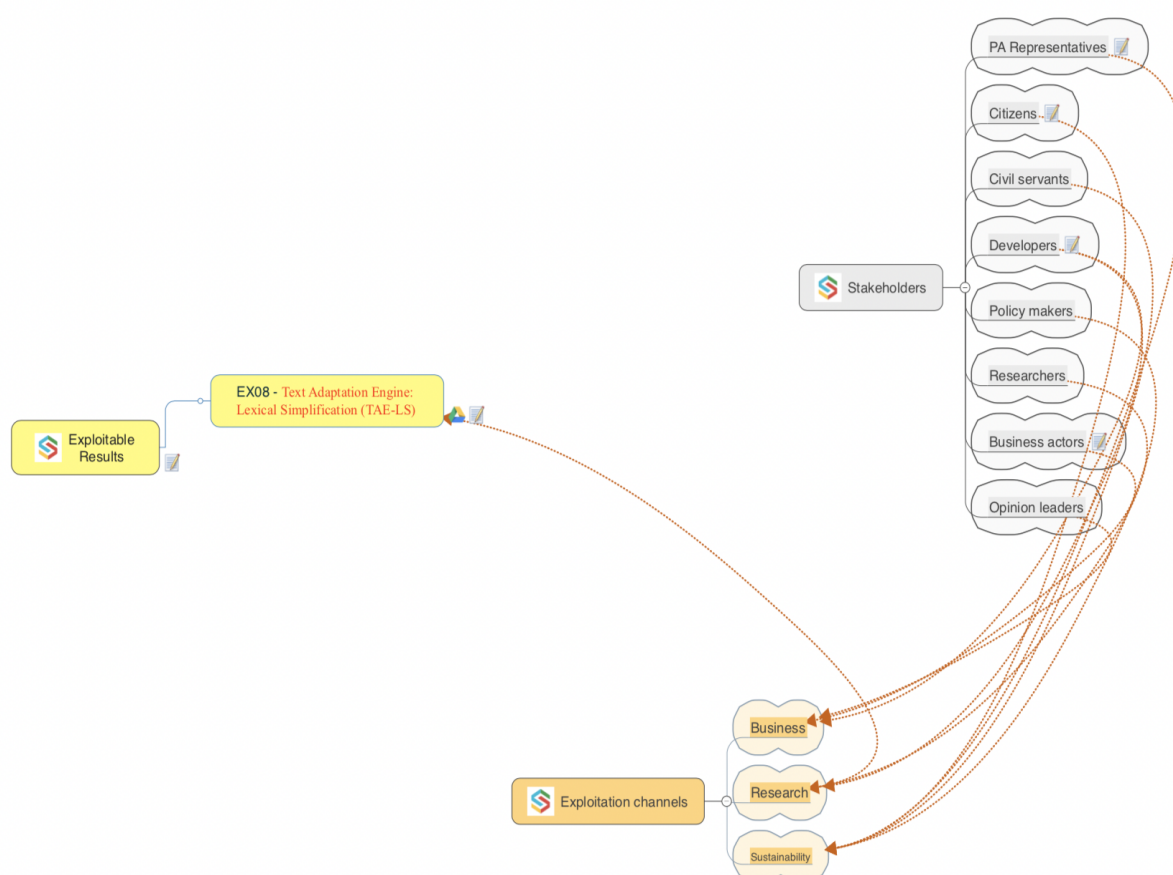 PA Representatives
Citizens
Civil servants
Developers
Stakeholders
Policy makers
Researchers
EX08 - Text Adaptation Engine:
Lexical Simplification (TAE-LS)
Exploitable
Results
Business actors
Opinion leaders
Business
Research
Exploitation channels
Sustainability